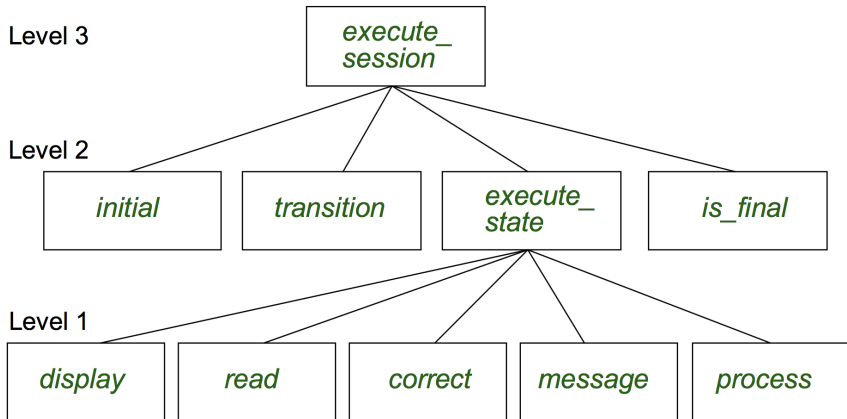 Level 3
execute_
session
Level 2
initial
transition
execute_
state
is_final
Level 1
display
read
correct
message
process